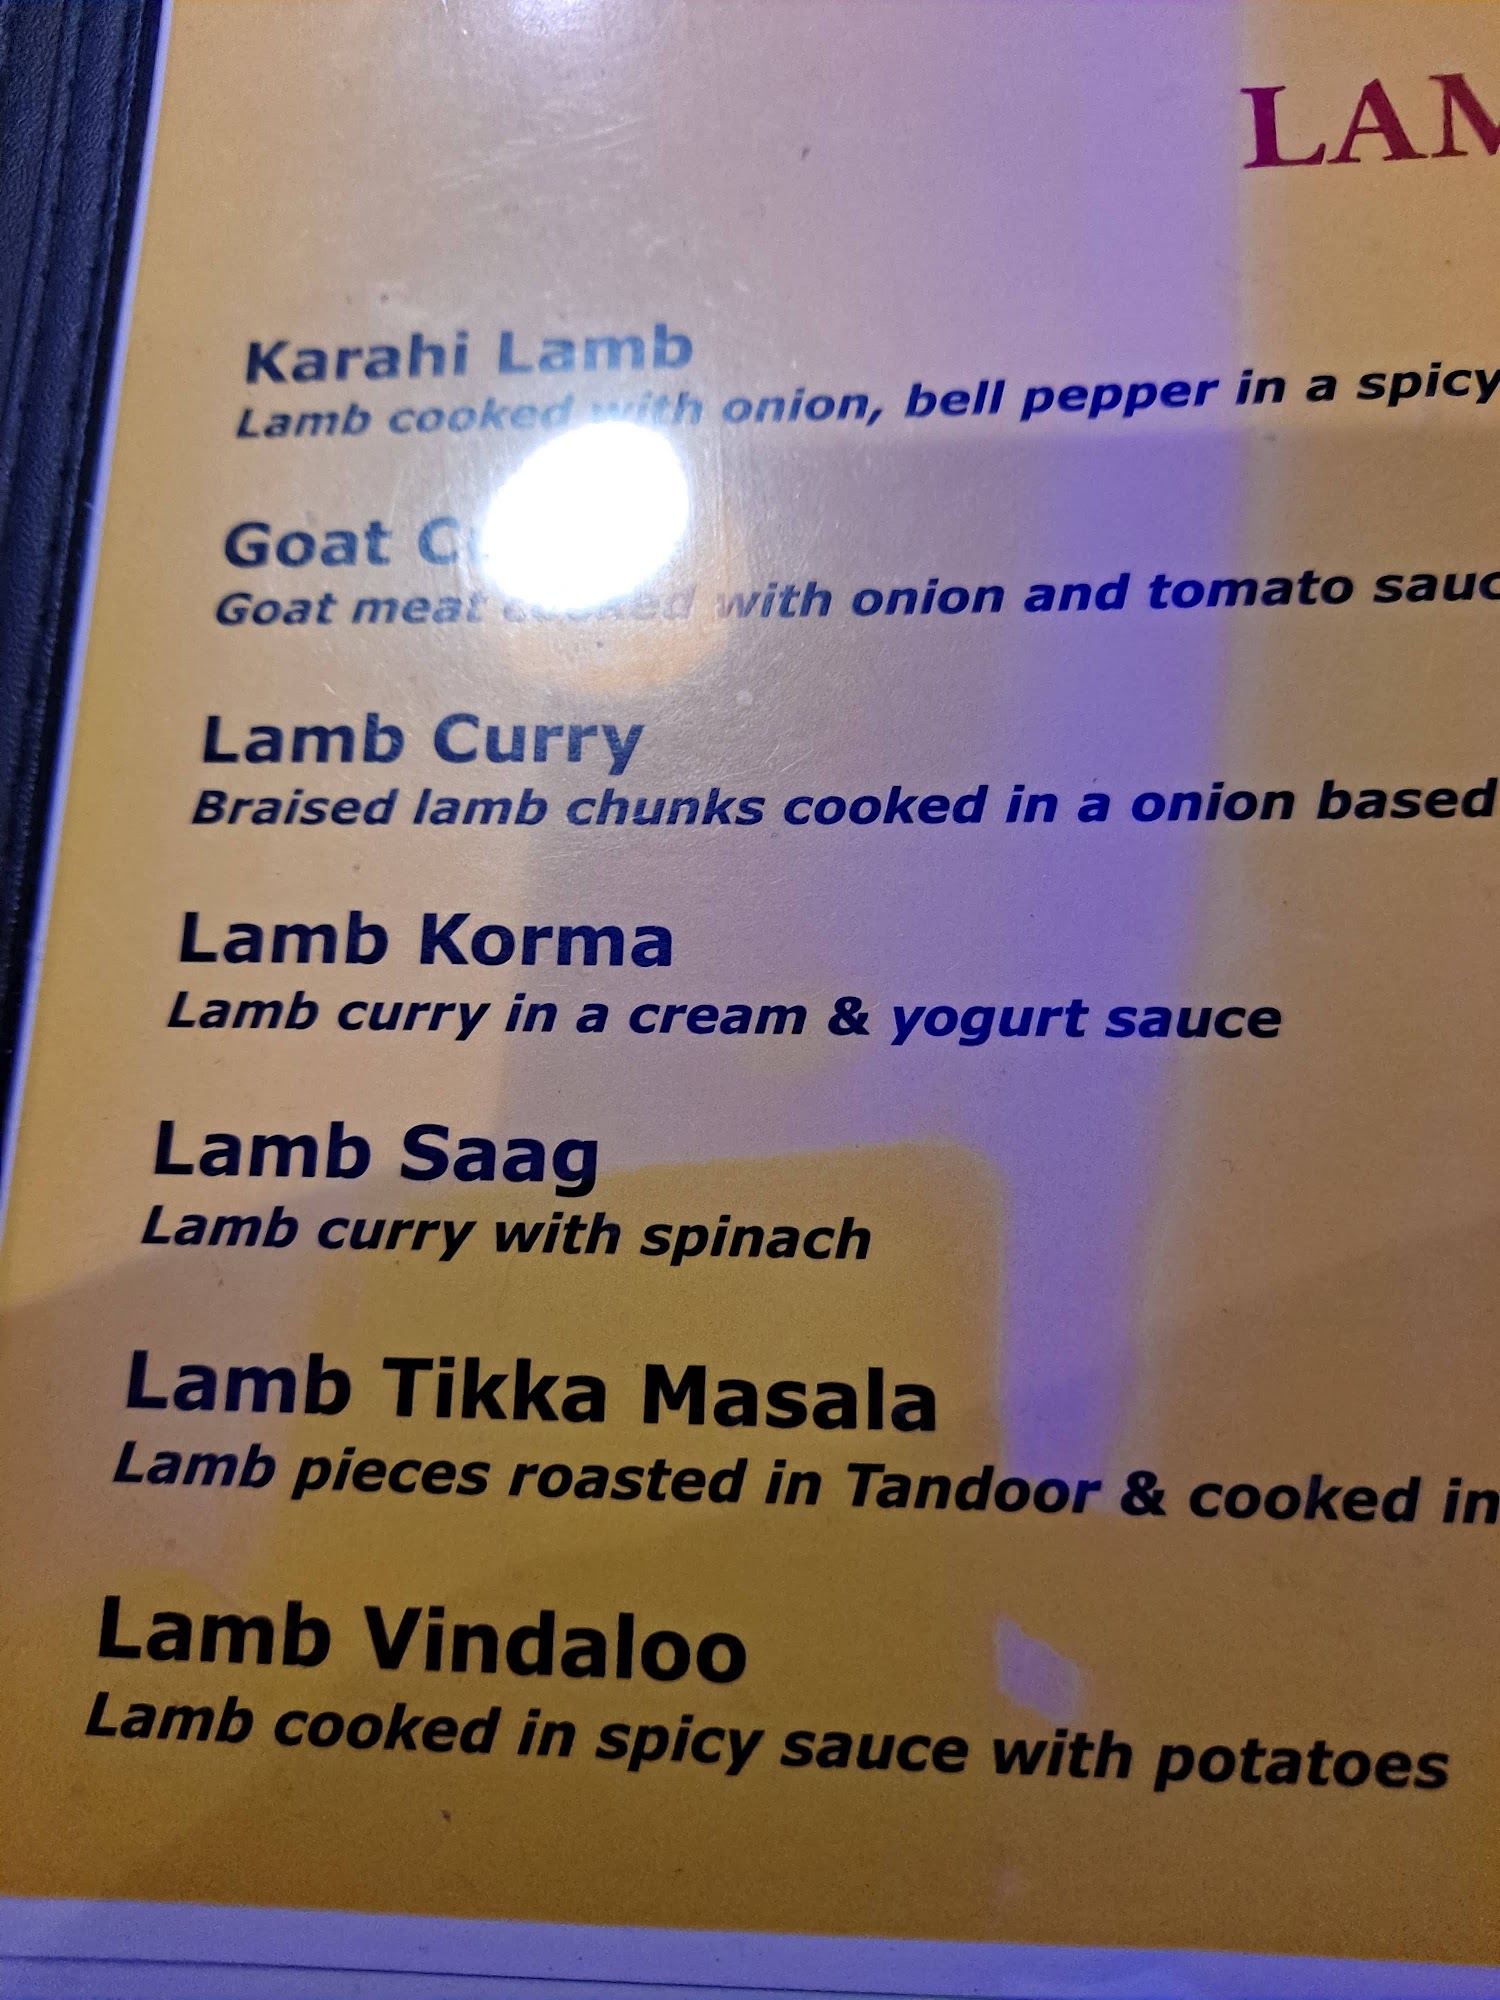 LAM
Karahi Lamb
Lamb cooked with onion, bell pepper in a spicy
Goat
Goat meat cooked with onion and tomato sauc
Lamb Curry
Braised lamb chunks cooked in a onion based
Lamb Korma
Lamb curry in a cream & yogurt sauce
Lamb Saag
Lamb curry with spinach
Lamb Tikka Masala
Lamb pieces roasted in Tandoor & cooked in
Lamb Vindaloo
Lamb cooked in spicy sauce with potatoes